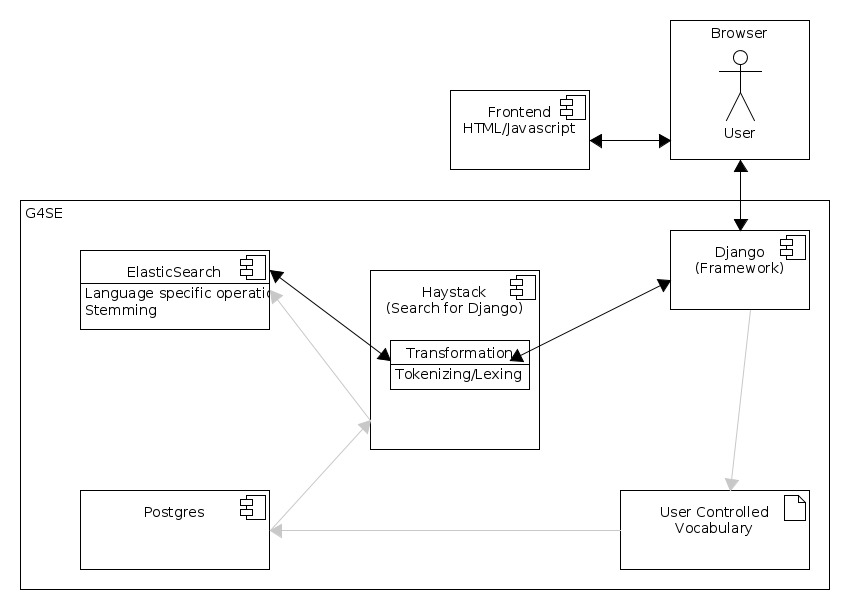 Browser
User
Frontend
HTML/Javascript
G4SE
Django
(Framework)
ElasticSearch
Language specific operatic
Stemming
Haystack
(Search for Django)
Transformation
Tokenizing/Lexing
Postgres
User Controlled
Vocabulary